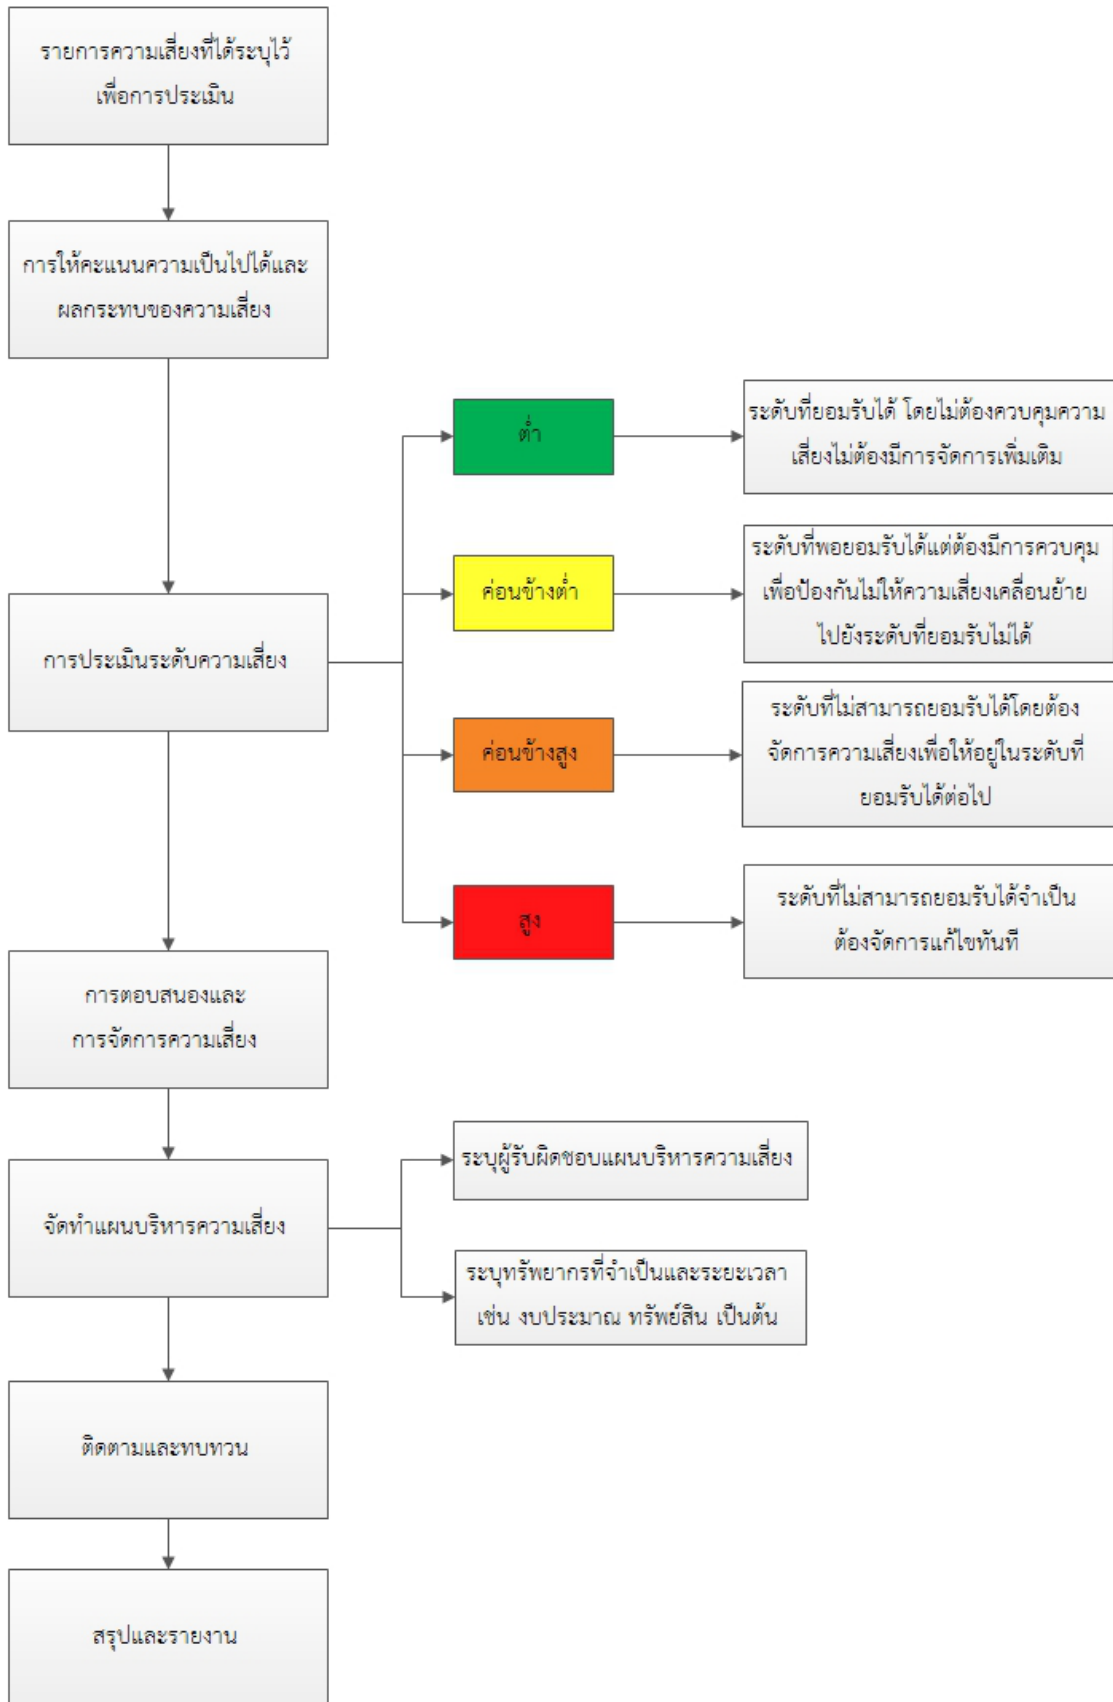 รายการความเสี่ยงที่ได้ระบุไว้
เพื่อการประเมิน
การให้คะแนนความเป็นไปได้และ
ผลกระทบของความเสี่ยง
การประเมินระดับความเสี่ยง
ต่ำ
ระดับที่ยอมรับได้ โดยไม่ต้องควบคุมความ
เสี่ยงไม่ต้องมีการจัดการเพิ่มเติม
ค่อนข้างต่ำ
ระดับที่พอยอมรับได้แต่ต้องมีการควบคุม
เพื่อป้องกันไม่ให้ความเสี่ยงเคลื่อนย้าย
ไปยังระดับที่ยอมรับไม่ได้
ค่อนข้างสูง
ระดับที่ไม่สามารถยอมรับได้โดยต้อง
จัดการความเสี่ยงเพื่อให้อยู่ในระดับที่
ยอมรับได้ต่อไป
สูง
ระดับที่ไม่สามารถยอมรับได้จำเป็น
ต้องจัดการแก้ไขทันที
การตอบสนองและ
การจัดการความเสี่ยง
จัดทำแผนบริหารความเสี่ยง
ระบุผู้รับผิดชอบแผนบริหารความเสี่ยง
ระบุทรัพยากรที่จำเป็นและระยะเวลา
เช่น งบประมาณ ทรัพย์สิน เป็นต้น
ติดตามและทบทวน
สรุปและรายงาน